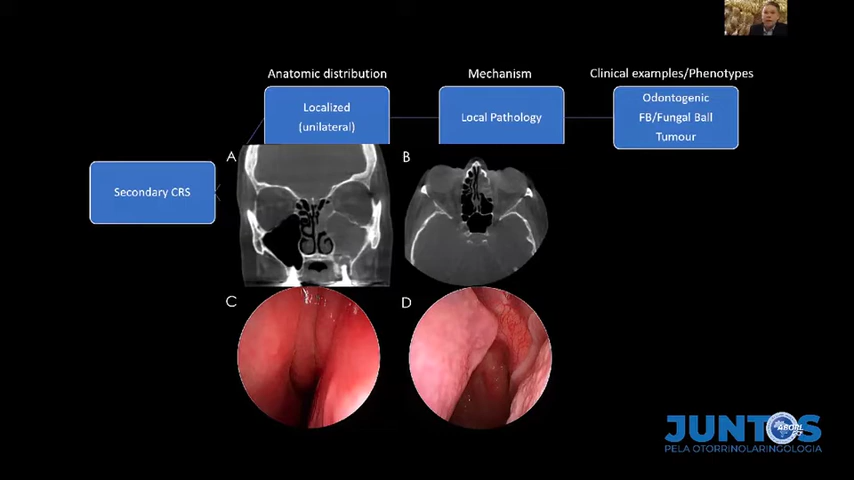 Anatomic distribution
Mechanism
Clinical examples/Phenotypes
Localized
(unilateral)
Local Pathology
Odontogenic
FB/Fungal Ball
Tumour
Secondary CRS
A
B
C
D
JUNTOS
ABORL
PELA OTORRINOLARINGOLOGIA